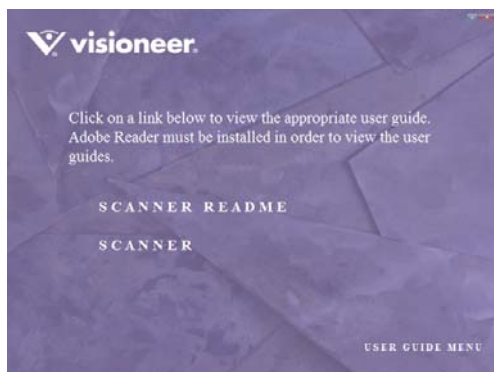 visioneer.
Click on a link below to view the appropriate user guide.
Adobe Reader must be installed in order to view the user
guides.
SCANNER README
SCANNER
USER GUIDE MENU